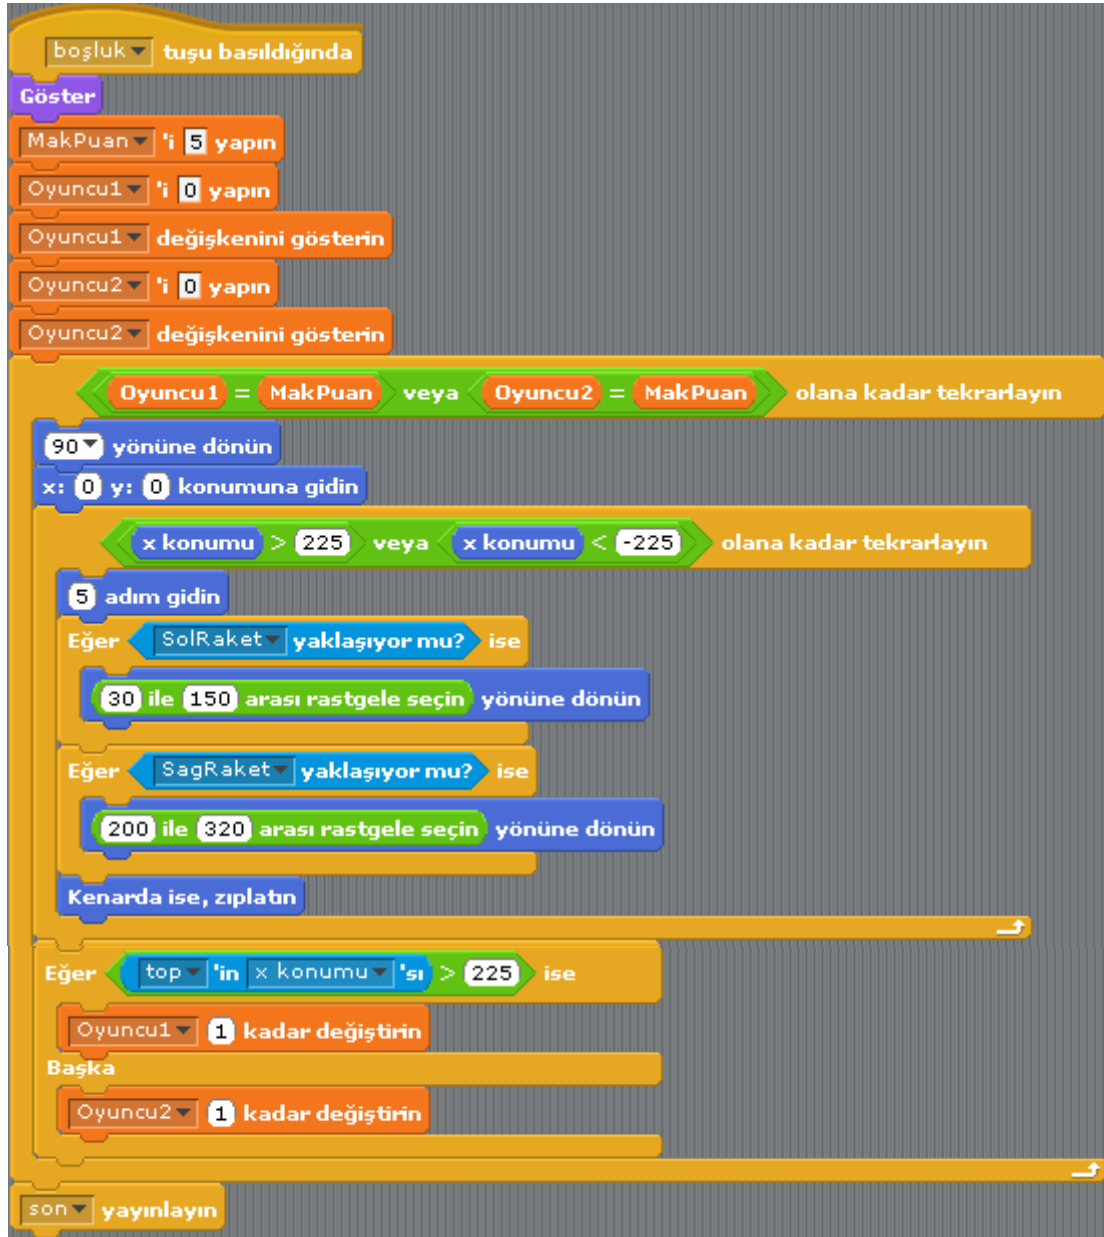 boşluk tuşu basıldığında
Göster
MakPuan 'i 5 yapın
Oyuncu1 'i 0 yapın
Oyuncu1 değişkenini gösterin
Oyuncu2 'i 0 yapın
Oyuncu2 değişkenini gösterin
Oyuncu1 = MakPuan veya Oyuncu2 = MakPuan olana kadar tekrarlayın
90 yönüne dönün
x: 0 y: 0 konumuna gidin
x konumu > 225 veya x konumu < -225 olana kadar tekrarlayın
5 adım gidin
Eğer SolRaket yaklaşıyor mu? ise
30 ile 150 arası rastgele seçin yönüne dönün
Eğer SagRaket yaklaşıyor mu? ise
200 ile 320 arası rastgele seçin yönüne dönün
Kenarda ise, zıplatın
Eğer top 'in x konumu 'sı > 225 ise
Oyuncu1 1 kadar değiştirin
Başka
Oyuncu2 1 kadar değiştirin
son yayınlayın